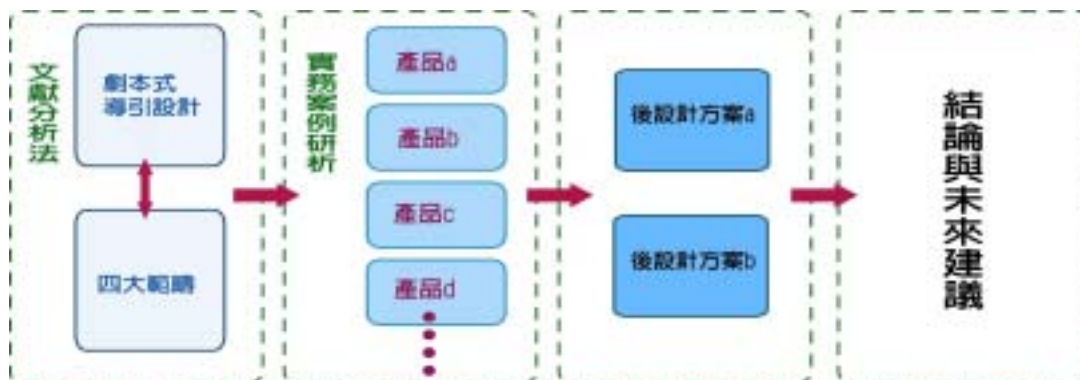 文獻分析法
劇本式
導引設計
四大範疇
實務案例研析
產品a
產品b
產品c
產品d
後設計方案a
後設計方案b
結論與未來建議